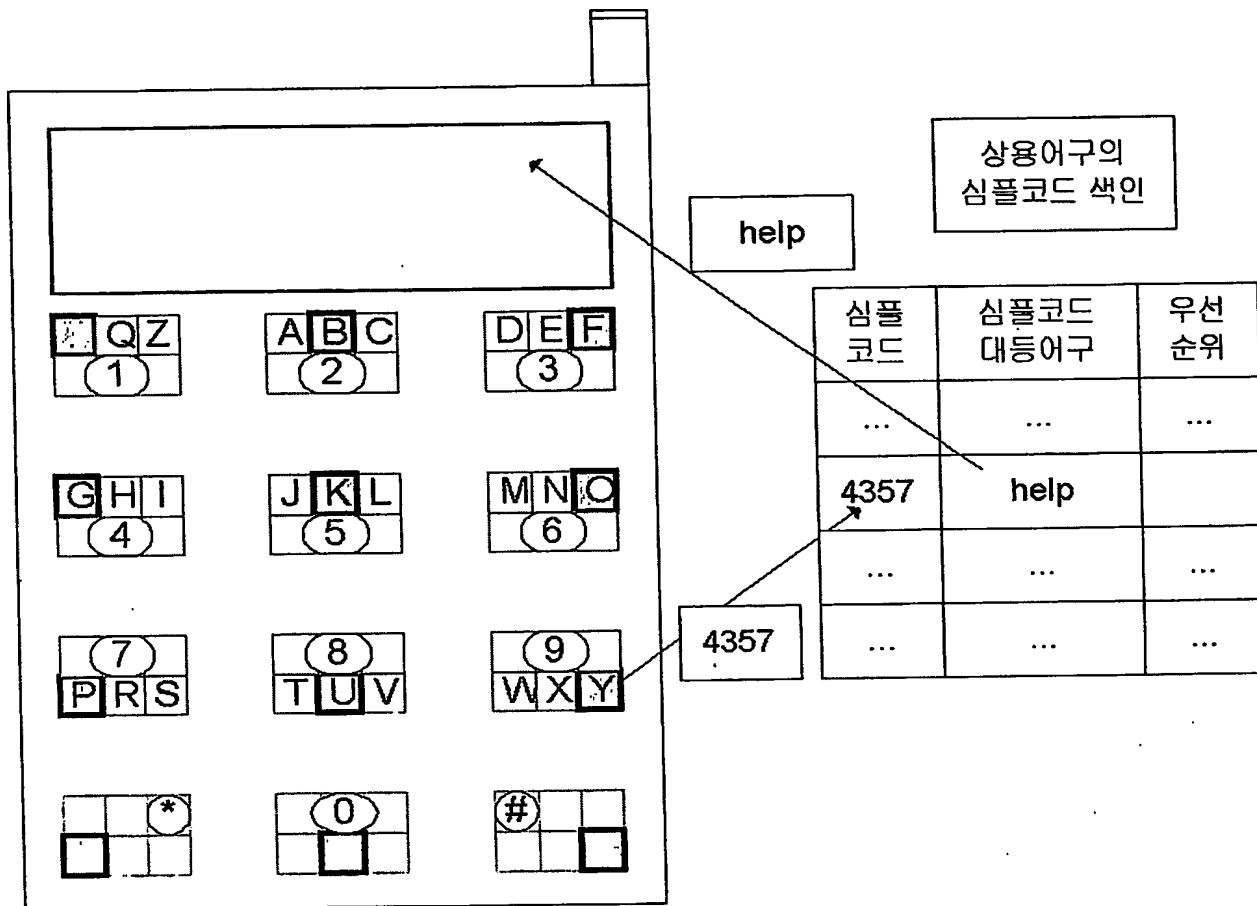 상용어구의
심플코드 색인
help
심플
코드
심플코드
대등어구
우선
순위
... ... ...
4357 help
... ... ...
... ... ...
4357
Q Z
1
A B C
2
D E F
3
G H I
4
J K L
5
M N O
6
7
P R S
8
T U V
9
W X Y
*
0
#